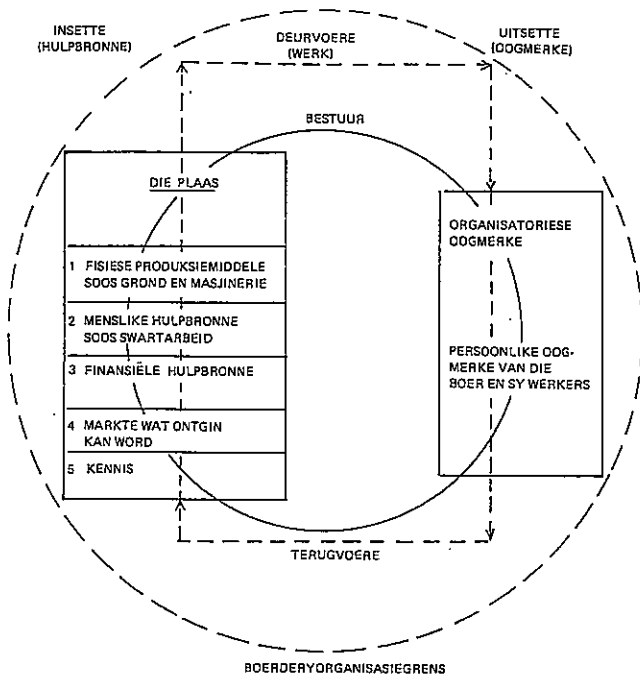 INSETTE
(HULPBRONNE)
DEURVOERE
(WERK)
UITSETTE
(OOGMERKE)
BESTUUR
DIE PLAAS
1 FISIESE PRODUKSIEMIDDELE
SOOS GROND EN MASJINERIE
2 MENSLIKE HULPBRONNE
SOOS SWARTARBEID
3 FINANSIËLE HULPBRONNE
4 MARKTE WAT ONTGIN
KAN WORD
5 KENNIS
ORGANISATORIESE
OOGMERKE
PERSOONLIKE OOG-
MERKE VAN DIE
BOER EN SY WERKERS
TERUGVOERE
BOERDERYORGANISASIEGRENS